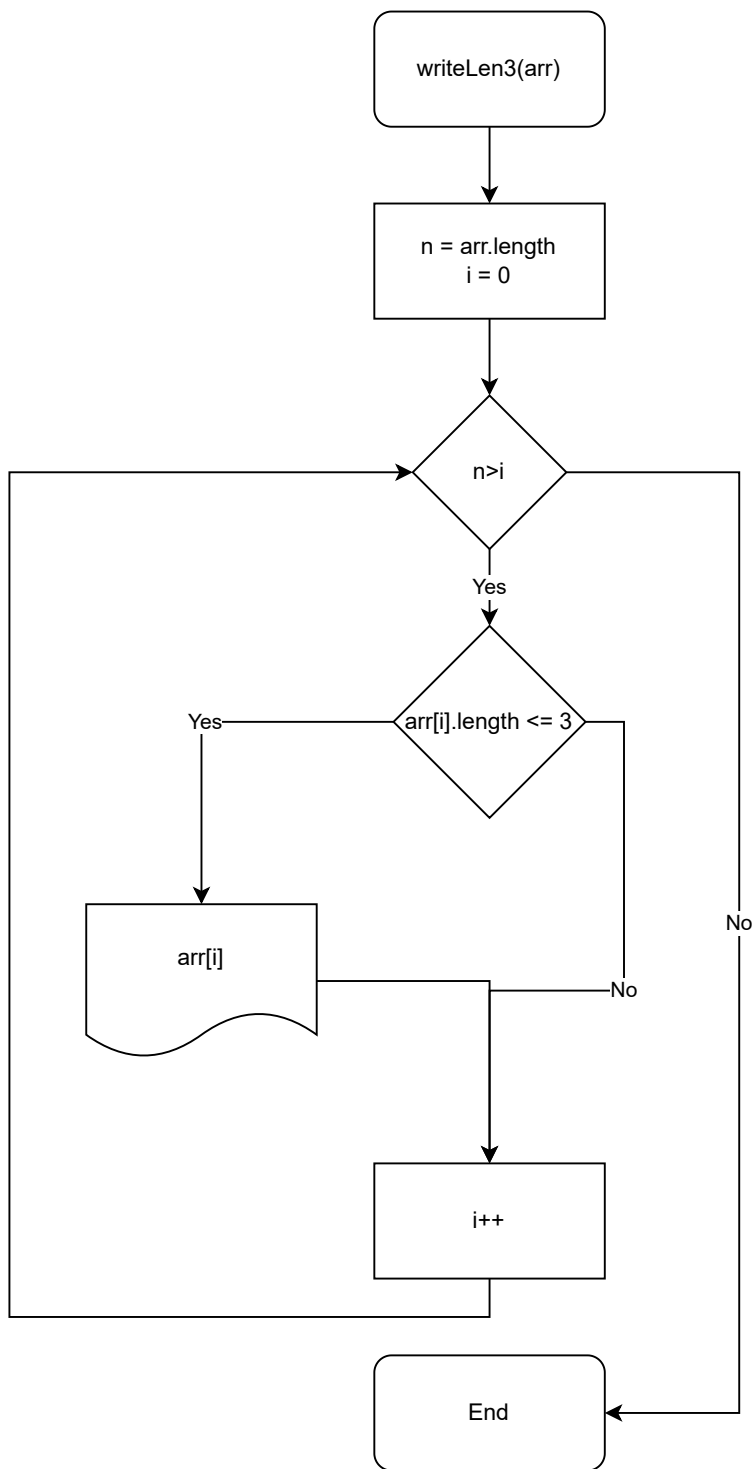 writeLen3(arr)
n = arr.length
i = 0
n>i
Yes
arr[i].length <= 3
Yes
No
arr[i]
No
i++
End